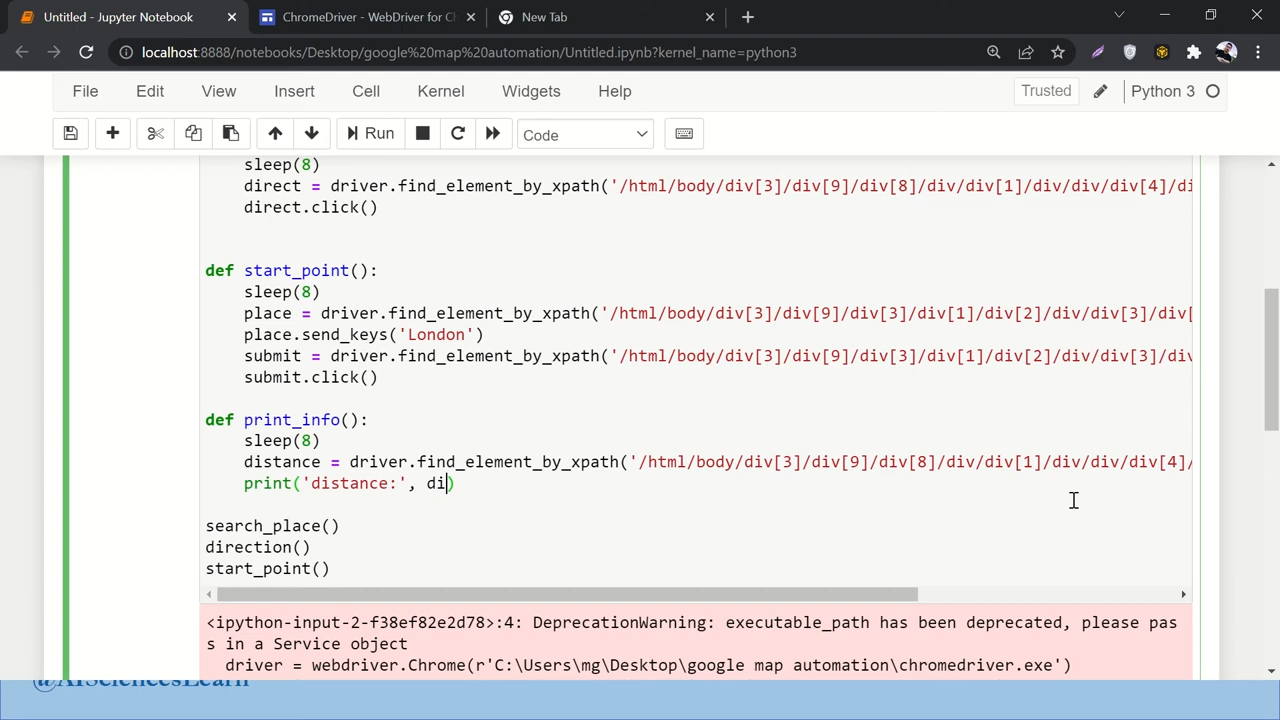 Untitled - Jupyter Notebook
ChromeDriver - WebDriver for Ch
New Tab
localhost:8888/notebooks/Desktop/google%20map%20automation/Untitled.ipynb?kernel_name=python3
File Edit View Insert Cell Kernel Widgets Help Trusted Python 3
Run Code
sleep(8)
direct = driver.find_element_by_xpath('/html/body/div[3]/div[9]/div[8]/div/div[1]/div/div/div[4]/di
direct.click()
def start_point():
sleep(8)
place = driver.find_element_by_xpath('/html/body/div[3]/div[9]/div[3]/div[1]/div[2]/div/div[3]/div[
place.send_keys('London')
submit = driver.find_element_by_xpath('/html/body/div[3]/div[9]/div[3]/div[1]/div[2]/div/div[3]/div
submit.click()
def print_info():
sleep(8)
distance = driver.find_element_by_xpath('/html/body/div[3]/div[9]/div[8]/div/div[1]/div/div/div[4]/
print('distance:', di)
search_place()
direction()
start_point()
<ipython-input-2-f38ef82e2d78>:4: DeprecationWarning: executable_path has been deprecated, please pas
s in a Service object
driver = webdriver.Chrome(r'C:\Users\mg\Desktop\google map automation\chromedriver.exe')
@AISciencesLearn